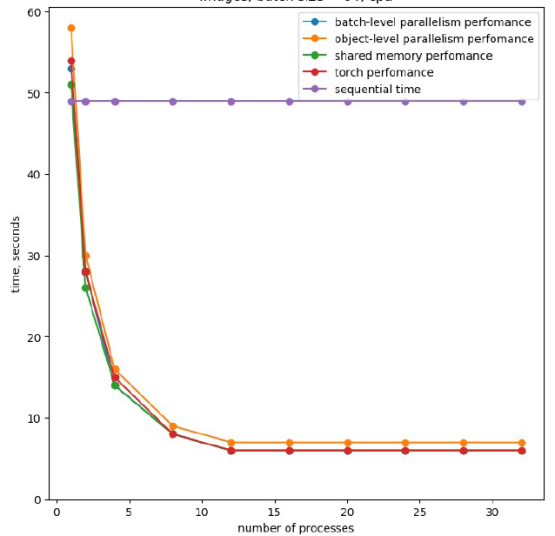 60
50
40
30
20
10
0
time, seconds
batch-level parallelism perfomance
object-level parallelism perfomance
shared memory perfomance
torch perfomance
sequential time
0 5 10 15 20 25 30
number of processes